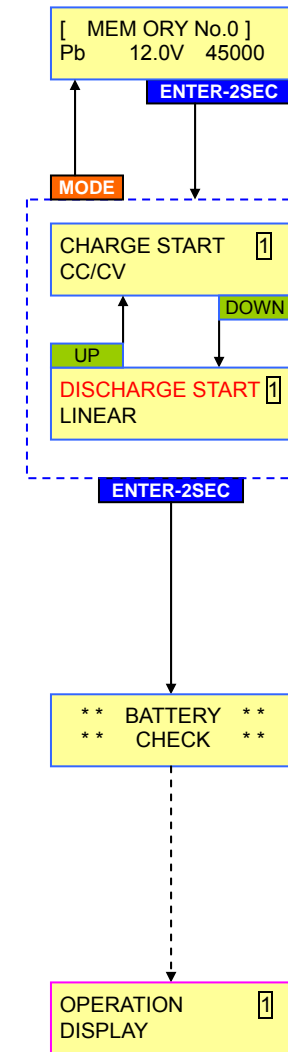 [ MEM ORY No.0 ]
Pb 12.0V 45000
ENTER-2SEC
MODE
CHARGE START 1
CC/CV
DOWN
UP
DISCHARGE START 1
LINEAR
ENTER-2SEC
* * BATTERY * *
* * CHECK * *
OPERATION 1
DISPLAY